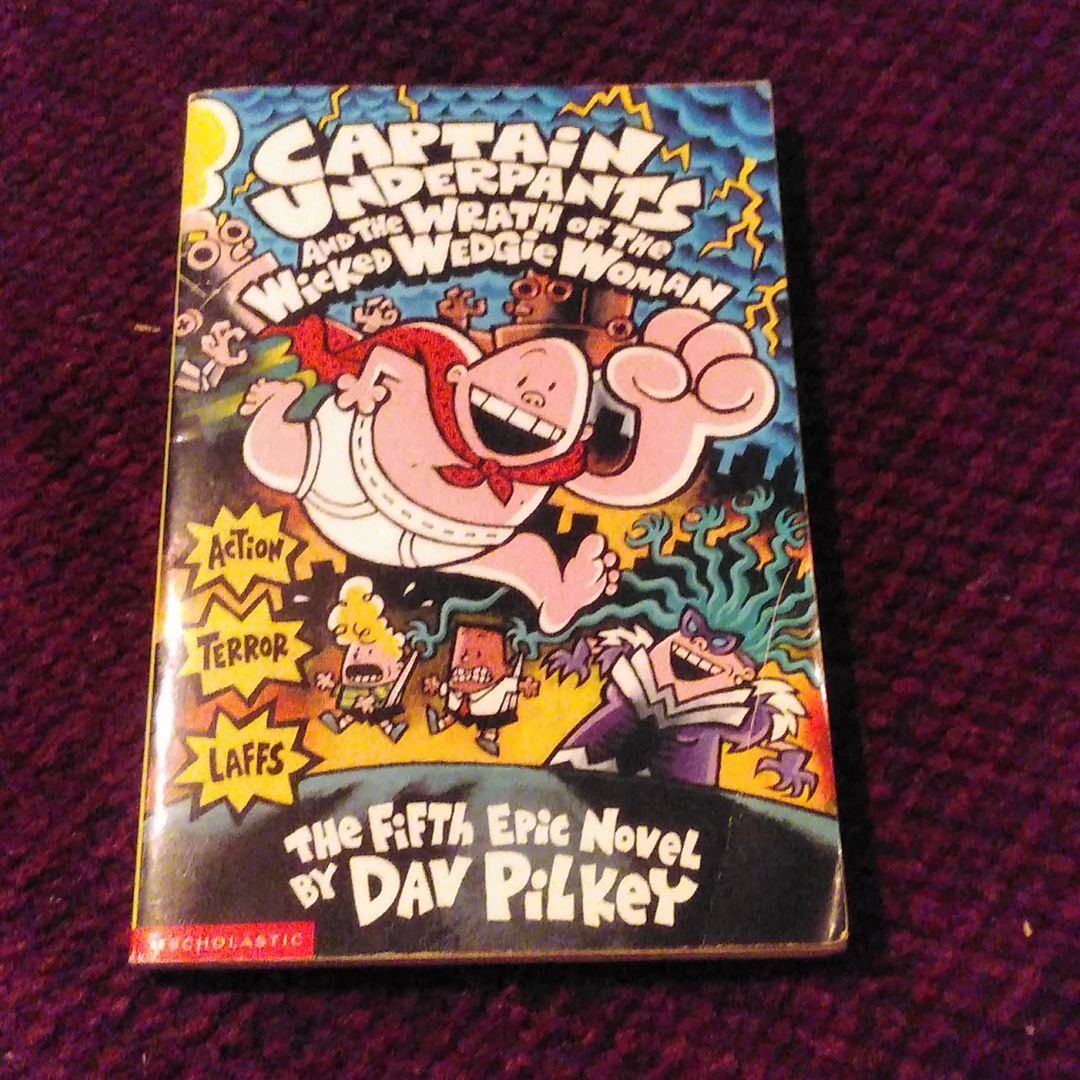 CAPTAiN
UNDERPANTS
AND THE WRATH OF THE
WiCKeD WEDGiE WOMAN
ACTiON
TERROR
LAFFS
THE FiFTh EPiC NOVEL
BY DAV PiLKEY
SCHOLASTIC